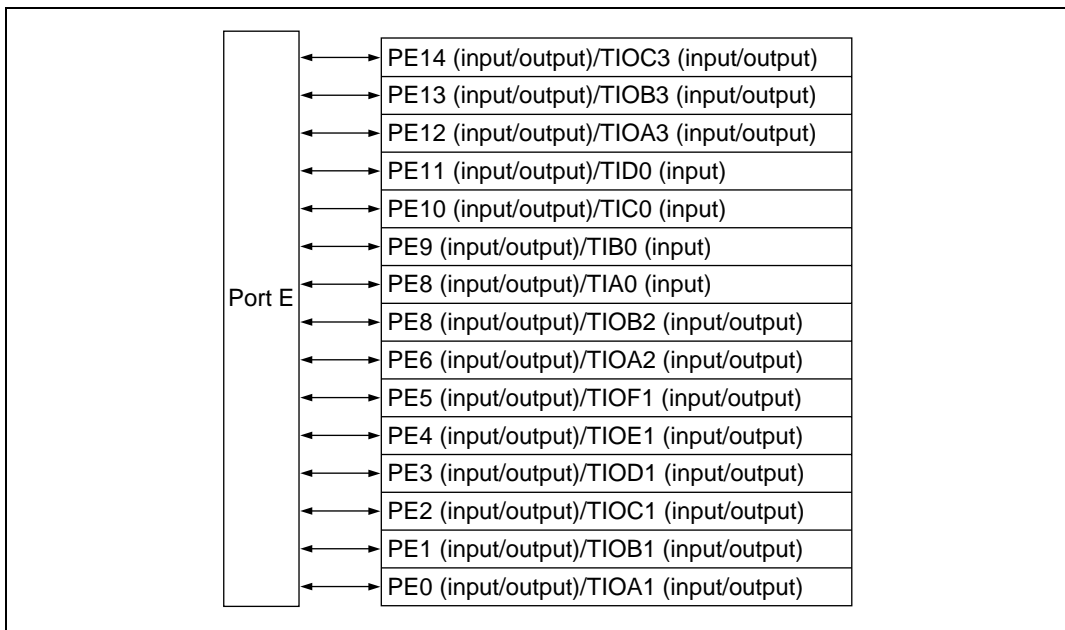 PE14 (input/output)/TIOC3 (input/output)
PE13 (input/output)/TIOB3 (input/output)
PE12 (input/output)/TIOA3 (input/output)
PE11 (input/output)/TID0 (input)
PE10 (input/output)/TIC0 (input)
PE9 (input/output)/TIB0 (input)
PE8 (input/output)/TIA0 (input)
Port E
PE8 (input/output)/TIOB2 (input/output)
PE6 (input/output)/TIOA2 (input/output)
PE5 (input/output)/TIOF1 (input/output)
PE4 (input/output)/TIOE1 (input/output)
PE3 (input/output)/TIOD1 (input/output)
PE2 (input/output)/TIOC1 (input/output)
PE1 (input/output)/TIOB1 (input/output)
PE0 (input/output)/TIOA1 (input/output)